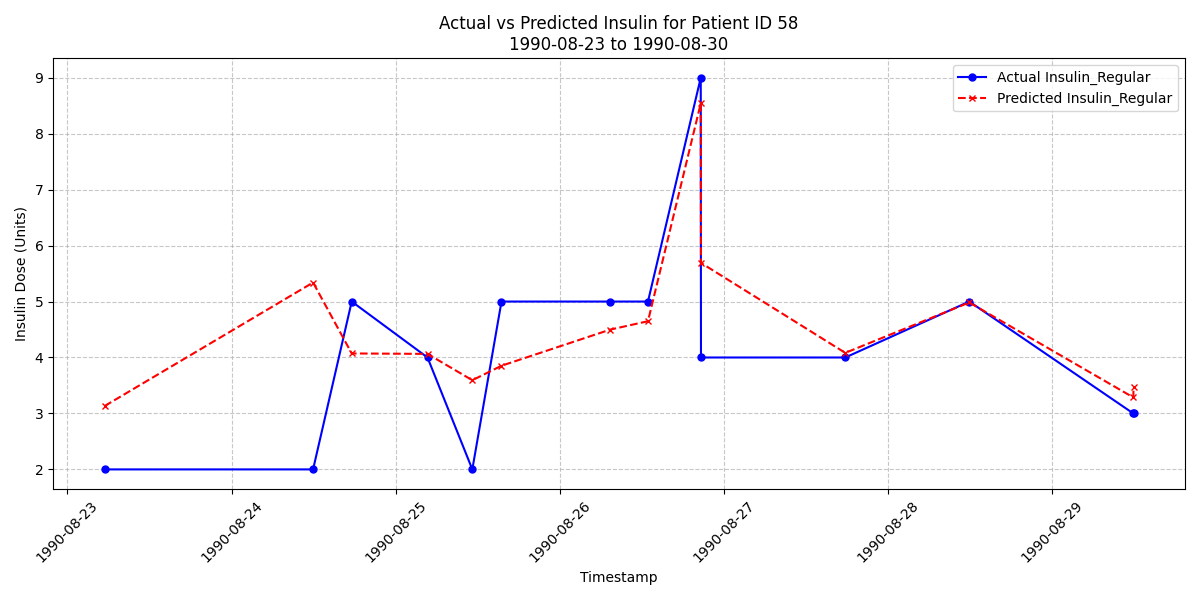 Actual vs Predicted Insulin for Patient ID 58
1990-08-23 to 1990-08-30
Actual Insulin_Regular
Predicted Insulin_Regular
Insulin Dose (Units)
9
8
7
6
5
4
3
2
1990-08-23
1990-08-24
1990-08-25
1990-08-26
1990-08-27
1990-08-28
1990-08-29
Timestamp